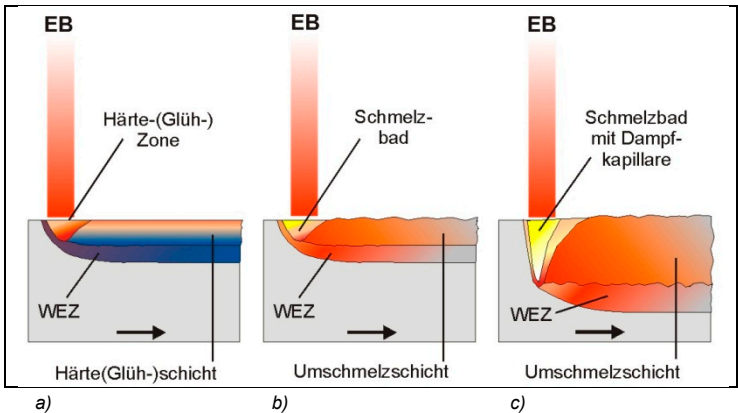 EB
Härte-(Glüh-)
Zone
WEZ
Härte(Glüh-)schicht
a)
EB
Schmelz-
bad
WEZ
Umschmelzschicht
b)
EB
Schmelzbad
mit Dampf-
kapillare
WEZ
Umschmelzschicht
c)